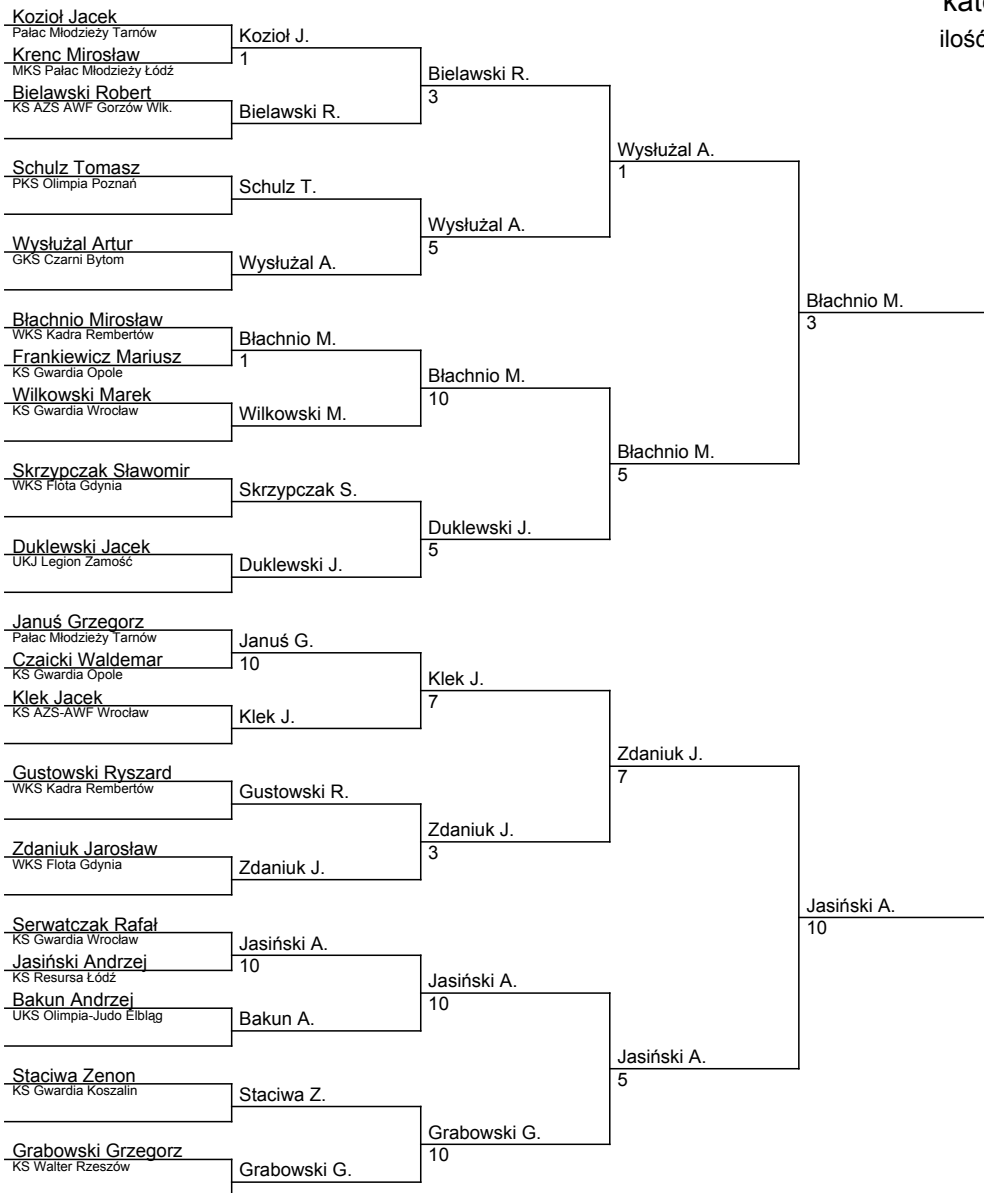 kate
ilość
Kozioł Jacek
Pałac Młodzieży Tarnów
Kozioł J.
Krenc Mirosław
1
MKS Pałac Młodzieży Łódź
Bielawski R.
Bielawski Robert
3
KS AZS AWF Gorzów Wlk.
Bielawski R.
Wysłużal A.
Schulz Tomasz
1
PKS Olimpia Poznań
Schulz T.
Wysłużal A.
Wysłużal Artur
5
GKS Czarni Bytom
Wysłużal A.
Błachnio M.
Błachnio Mirosław
3
WKS Kadra Rembertów
Błachnio M.
Frankiewicz Mariusz
1
KS Gwardia Opole
Błachnio M.
Wilkowski Marek
10
KS Gwardia Wrocław
Wilkowski M.
Błachnio M.
Skrzypczak Sławomir
5
WKS Flota Gdynia
Skrzypczak S.
Duklewski J.
Duklewski Jacek
5
UKJ Legion Zamość
Duklewski J.
Januś Grzegorz
Pałac Młodzieży Tarnów
Januś G.
Czaicki Waldemar
10
KS Gwardia Opole
Klek J.
Klek Jacek
7
KS AZS-AWF Wrocław
Klek J.
Zdaniuk J.
Gustowski Ryszard
7
WKS Kadra Rembertów
Gustowski R.
Zdaniuk J.
Zdaniuk Jarosław
3
WKS Flota Gdynia
Zdaniuk J.
Jasiński A.
Serwatczak Rafał
10
KS Gwardia Wrocław
Jasiński A.
Jasiński Andrzej
10
KS Resursa Łódź
Jasiński A.
Bakun Andrzej
10
UKS Olimpia-Judo Elbląg
Bakun A.
Jasiński A.
Staciwa Zenon
5
KS Gwardia Koszalin
Staciwa Z.
Grabowski G.
Grabowski Grzegorz
10
KS Walter Rzeszów
Grabowski G.